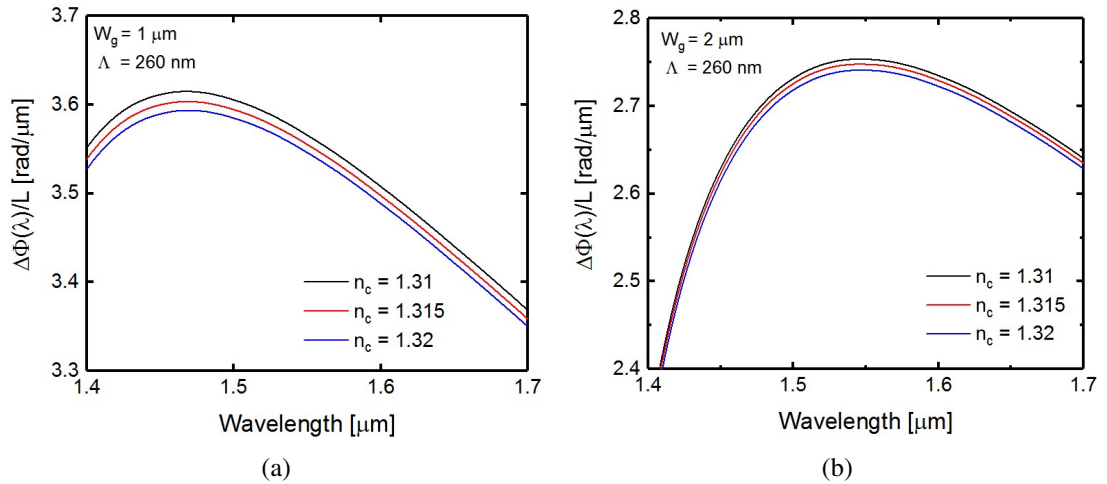 W_g = 1 μm
Λ = 260 nm
ΔΦ(λ)/L [rad/μm]
3.7
3.6
3.5
3.4
3.3
n_c = 1.31
n_c = 1.315
n_c = 1.32
1.4 1.5 1.6 1.7
Wavelength [μm]
(a)
W_g = 2 μm
Λ = 260 nm
ΔΦ(λ)/L [rad/μm]
2.8
2.7
2.6
2.5
2.4
n_c = 1.31
n_c = 1.315
n_c = 1.32
1.4 1.5 1.6 1.7
Wavelength [μm]
(b)